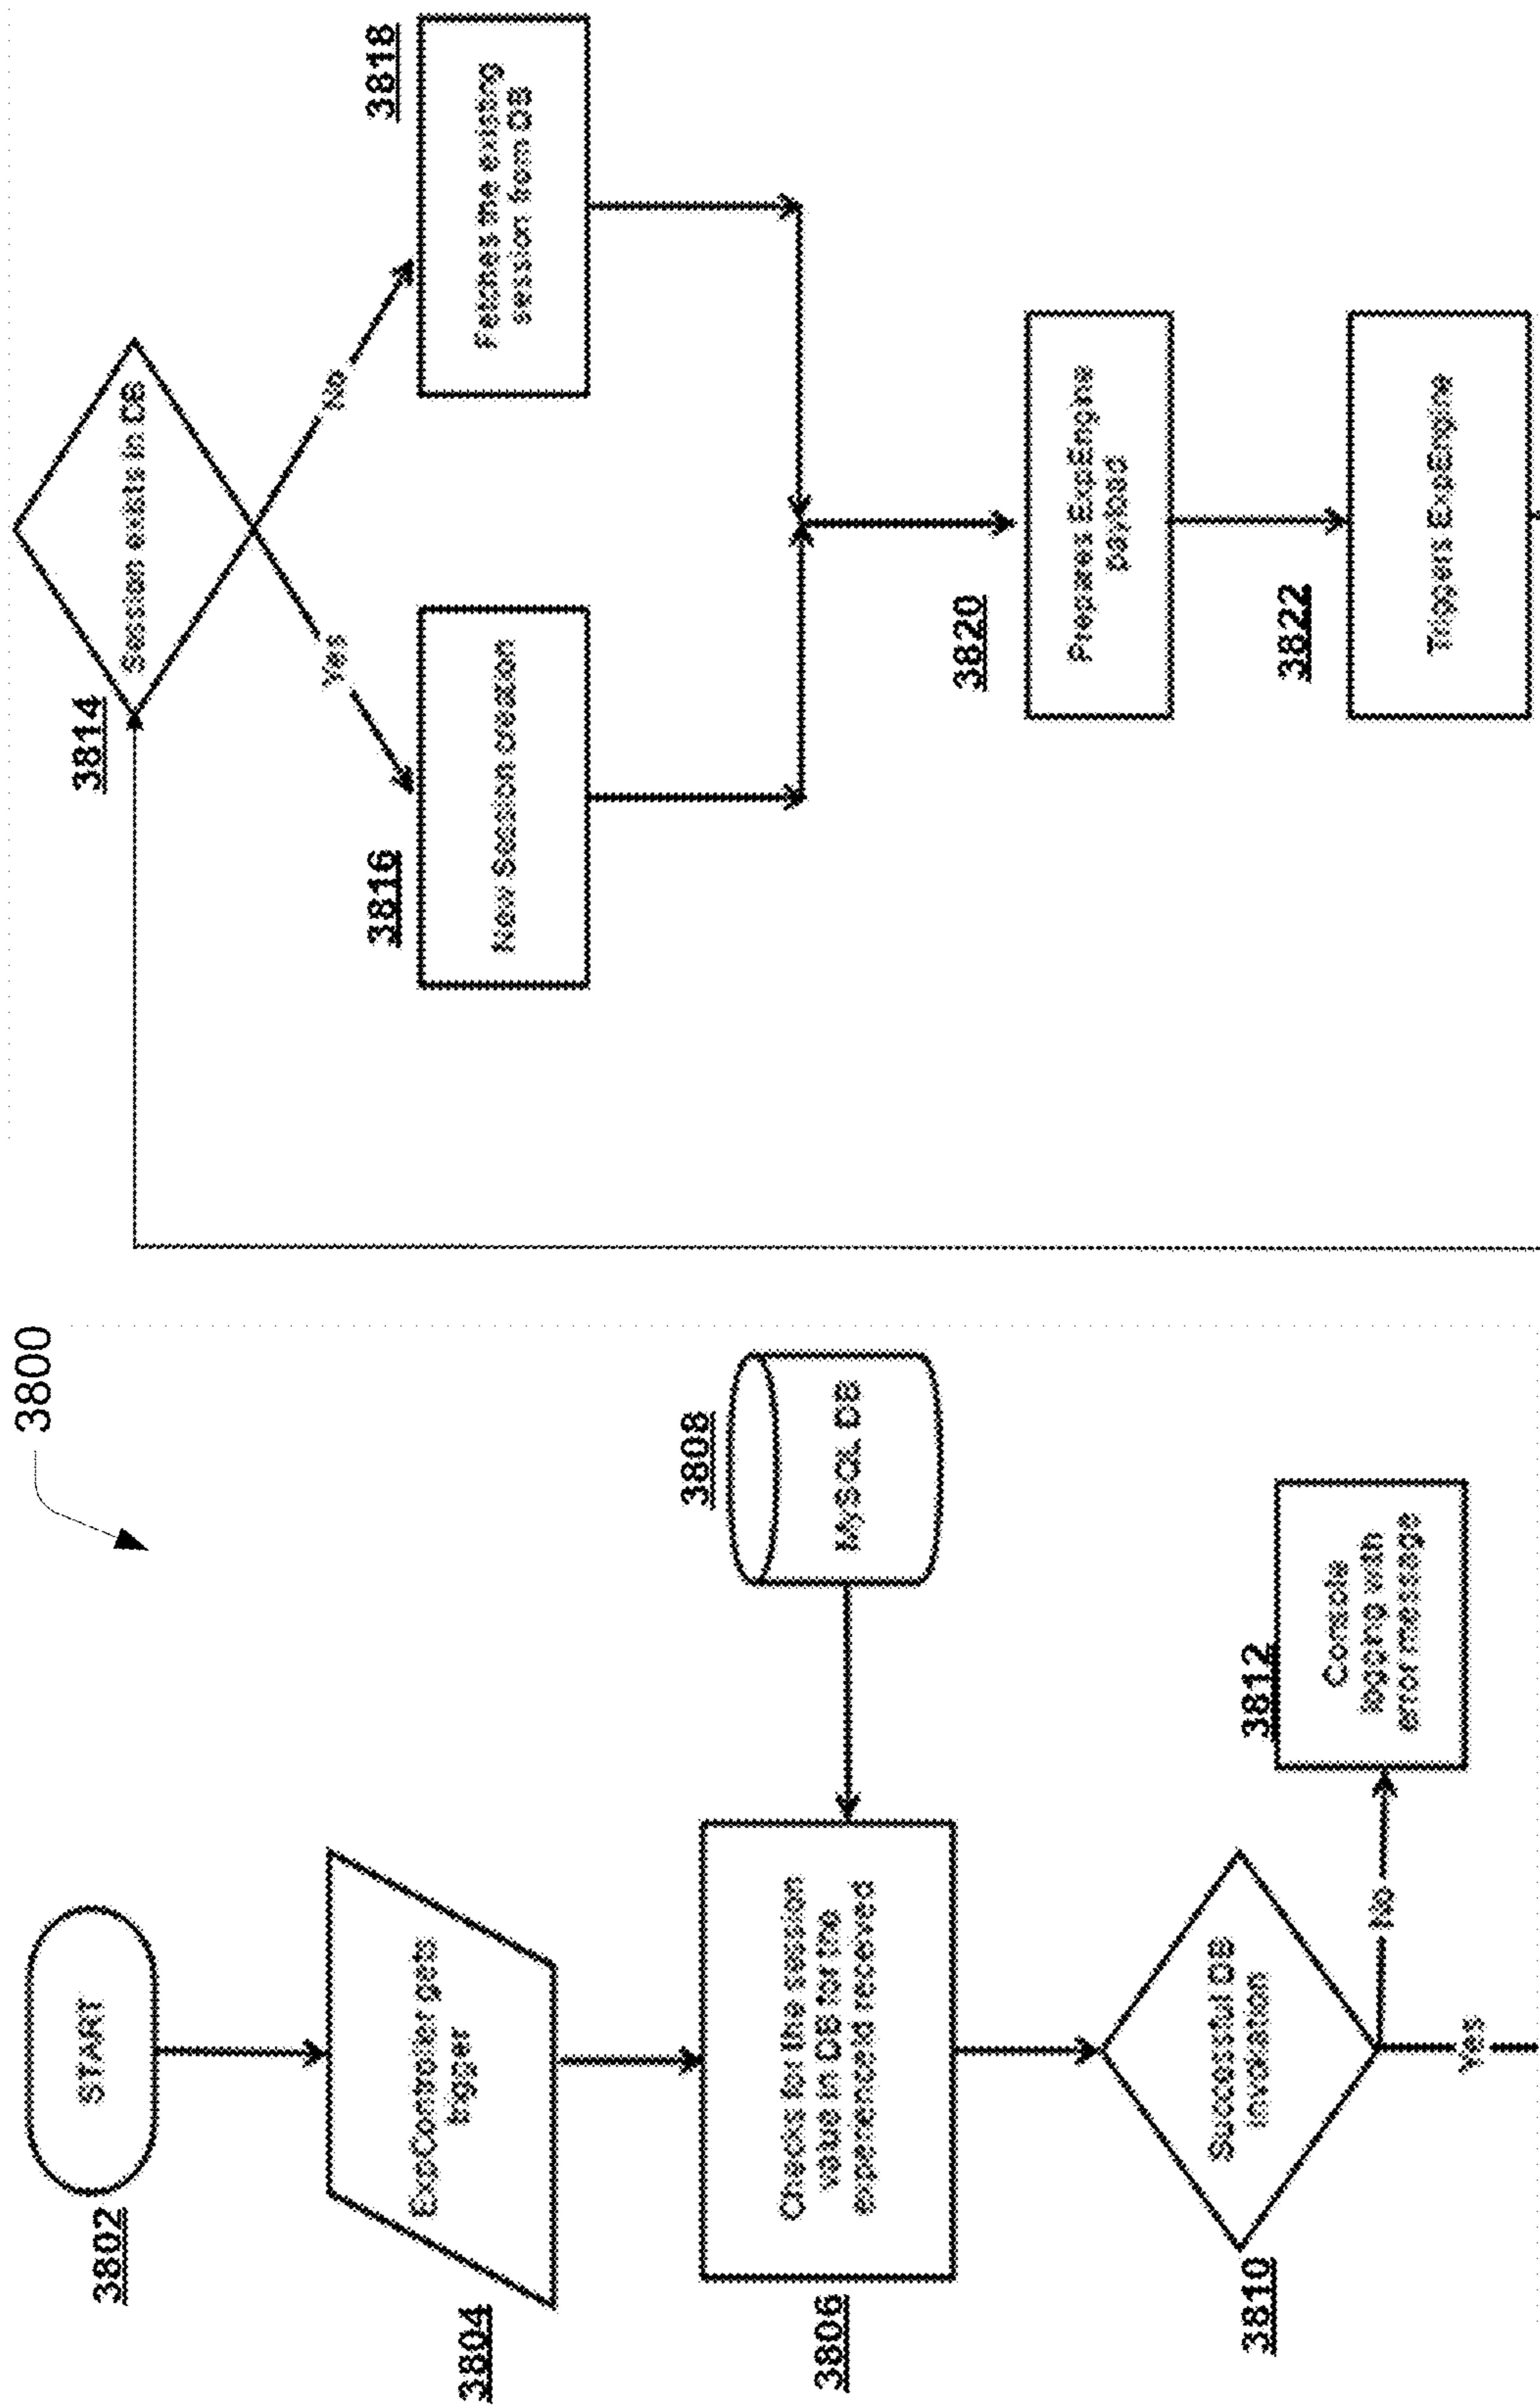 3800
3802
START
3804
ExpController gets
trigger
3806
Checks for the session
value in DB for the
experienceId received
3808
MySQL DB
3810
Successful DB
invokation
No
3812
Console
logging with
error message
Yes
3814
Session exists in DB
Yes
No
3816
New Session creation
3818
Fetches the existing
session from DB
3820
Prepares ExpEngine
payload
3822
Triggers ExpEngine